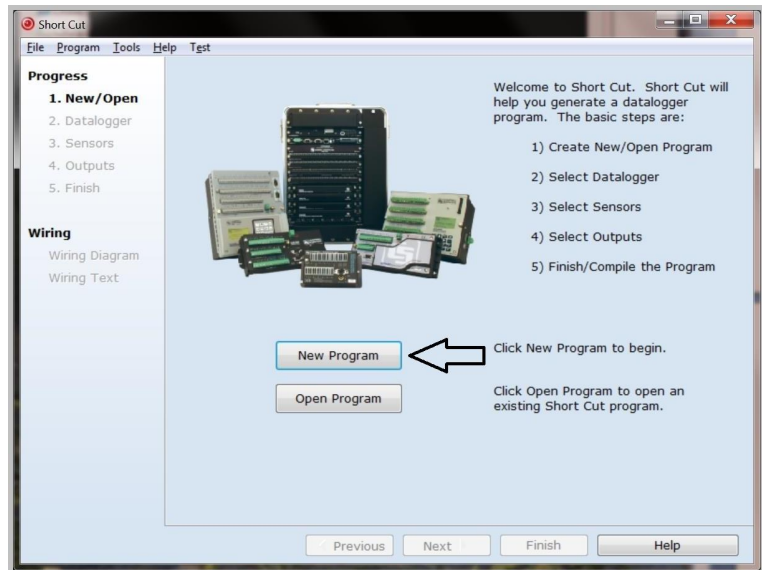 Short Cut
File Program Tools Help Test
Progress
1. New/Open
2. Datalogger
3. Sensors
4. Outputs
5. Finish
Wiring
Wiring Diagram
Wiring Text
Welcome to Short Cut. Short Cut will
help you generate a datalogger
program. The basic steps are:
1) Create New/Open Program
2) Select Datalogger
3) Select Sensors
4) Select Outputs
5) Finish/Compile the Program
New Program
Click New Program to begin.
Open Program
Click Open Program to open an
existing Short Cut program.
Previous Next Finish Help